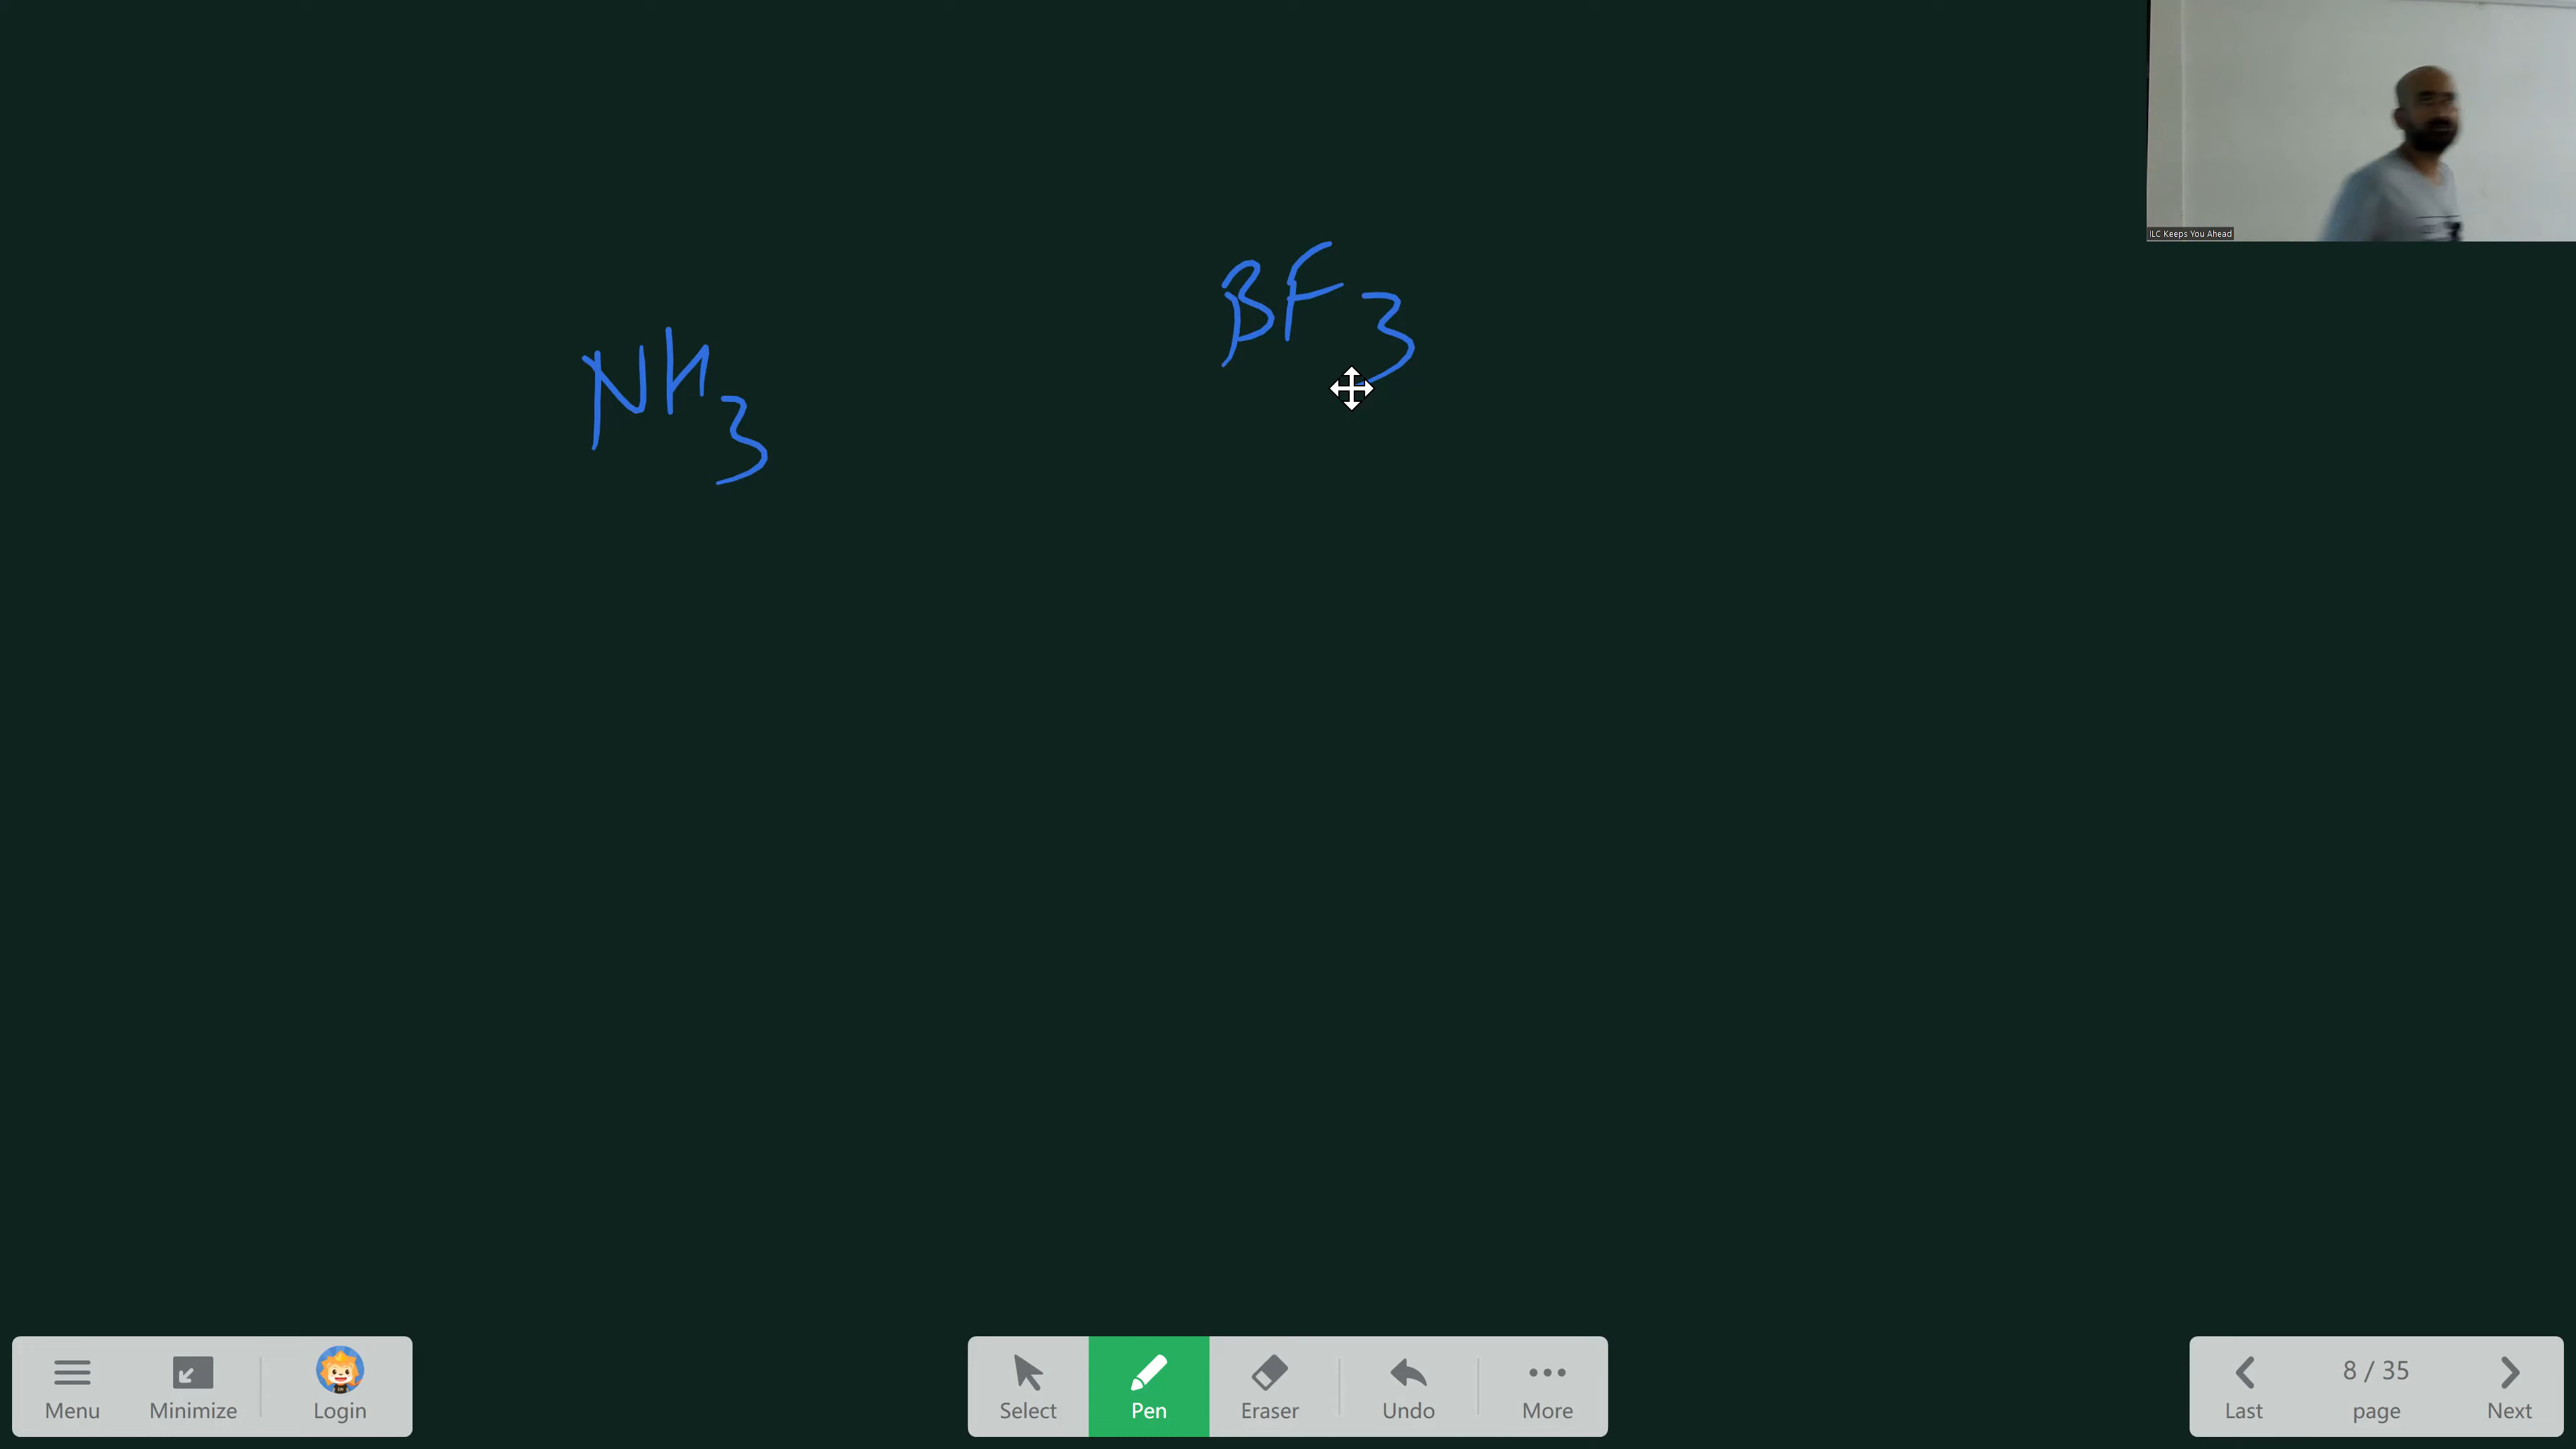 ILC Keeps You Ahead
BF3
NH3
Menu
Minimize
Login
Select
Pen
Eraser
Undo
More
Last
8 / 35
page
Next